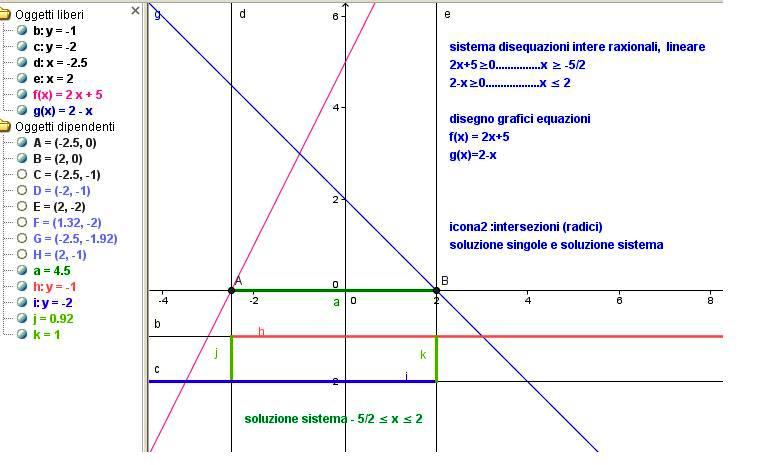 Oggetti liberi
b: y = -1
c: y = -2
d: x = -2.5
e: x = 2
f(x) = 2 x + 5
g(x) = 2 - x
Oggetti dipendenti
A = (-2.5, 0)
B = (2, 0)
C = (-2.5, -1)
D = (-2, -1)
E = (2, -2)
F = (1.32, -2)
G = (-2.5, -1.92)
H = (2, -1)
a = 4.5
h: y = -1
i: y = -2
j = 0.92
k = 1
g
d
e
6
4
2
0
-4
-2
0
2
4
6
8
2
A
B
a
b
h
j
k
c
i
sistema disequazioni intere raxionali, lineare
2x+5≥0...............x ≥ -5/2
2-x≥0..................x ≤ 2
disegno grafici equazioni
f(x) = 2x+5
g(x)=2-x
icona2 :intersezioni (radici)
soluzione singole e soluzione sistema
soluzione sistema - 5/2 ≤ x ≤ 2